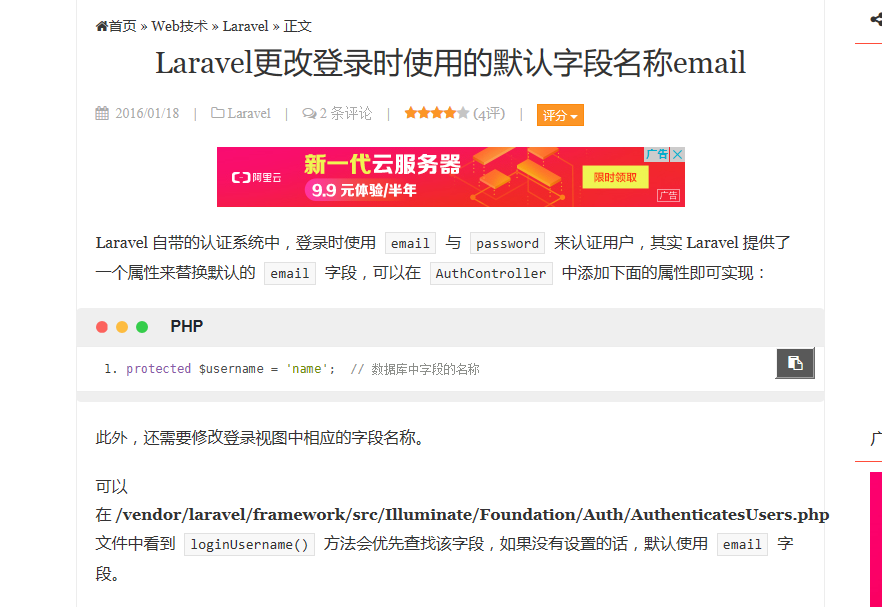 首页 » Web技术 » Laravel » 正文
Laravel更改登录时使用的默认字段名称email
2016/01/18 | Laravel | 2 条评论 | (4评) | 评分
阿里云
新一代云服务器
9.9 元体验/半年
限时领取
广告
广告
Laravel 自带的认证系统中，登录时使用 email 与 password 来认证用户，其实 Laravel 提供了
一个属性来替换默认的 email 字段，可以在 AuthController 中添加下面的属性即可实现：
PHP
1. protected $username = 'name'; // 数据库中字段的名称
此外，还需要修改登录视图中相应的字段名称。
可以
在 /vendor/laravel/framework/src/Illuminate/Foundation/Auth/AuthenticatesUsers.php
文件中看到 loginUsername() 方法会优先查找该字段，如果没有设置的话，默认使用 email 字
段。